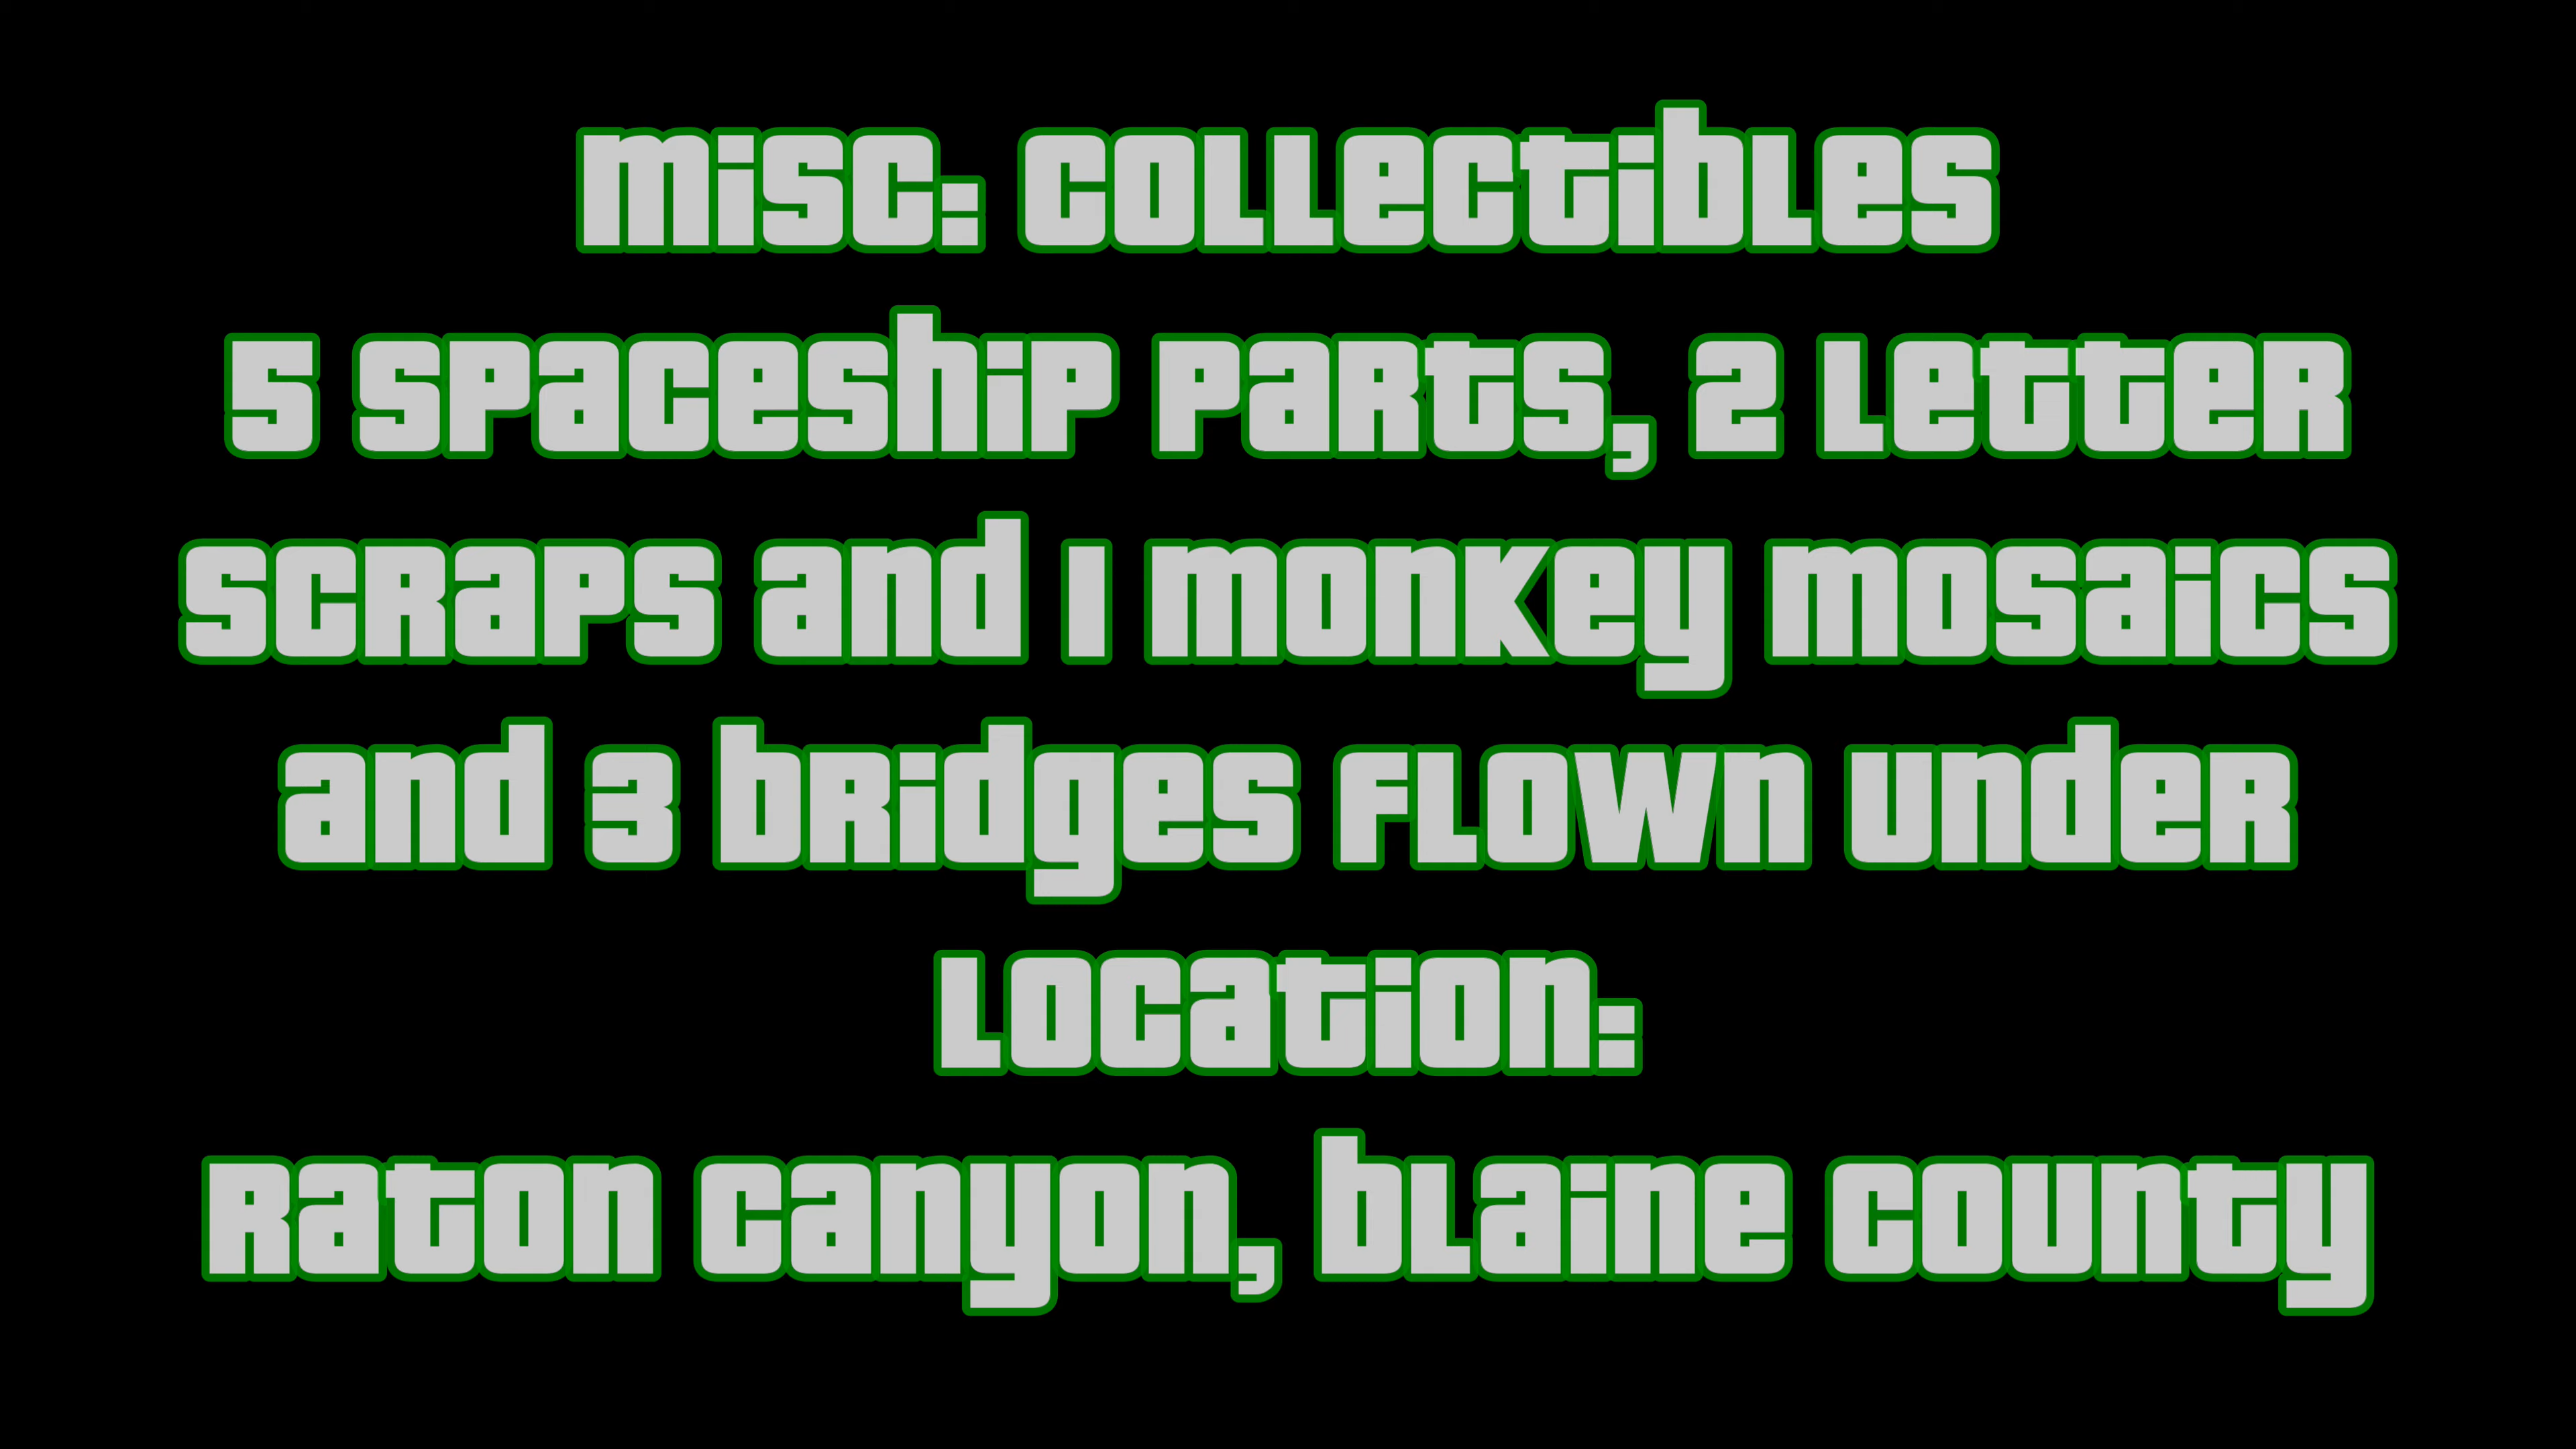 Misc: Collectibles
5 Spaceship Parts, 2 Letter
Scraps and 1 Monkey Mosaics
and 3 Bridges Flown Under
Location:
Raton Canyon, Blaine County